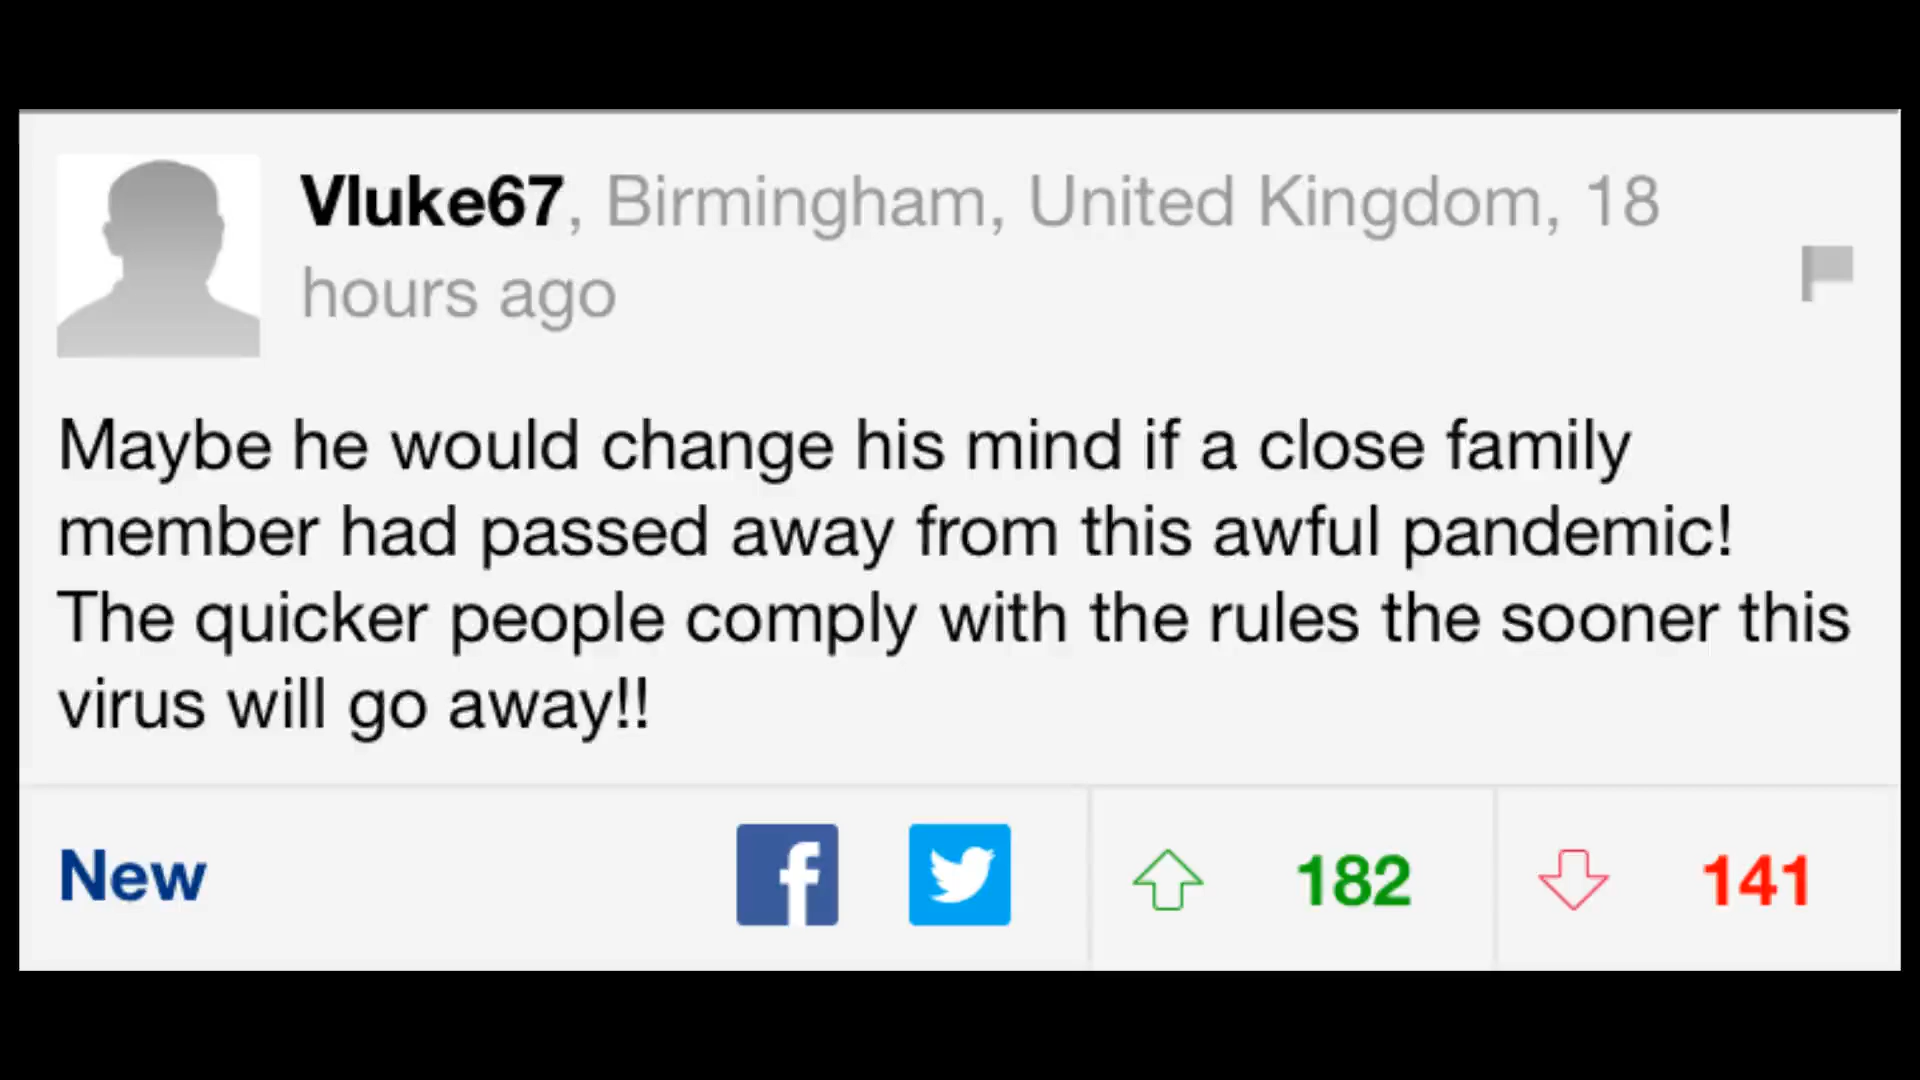 Vluke67, Birmingham, United Kingdom, 18
hours ago
Maybe he would change his mind if a close family
member had passed away from this awful pandemic!
The quicker people comply with the rules the sooner this
virus will go away!!
New 182 141